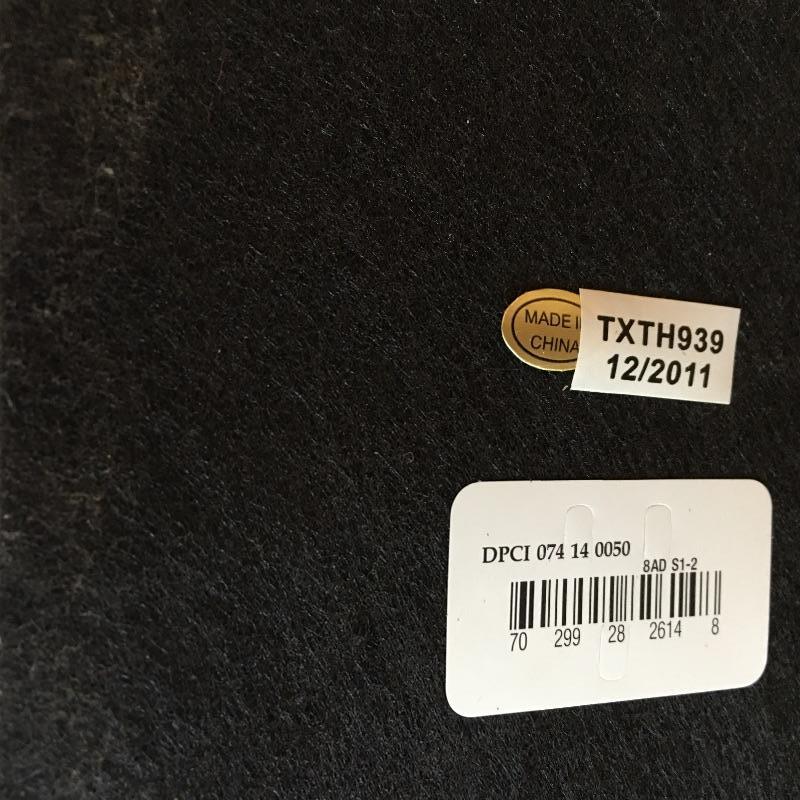 MADE I
CHINA
TXTH939
12/2011
DPCI 074 14 0050
8AD S1-2
70 299 28 2614 8